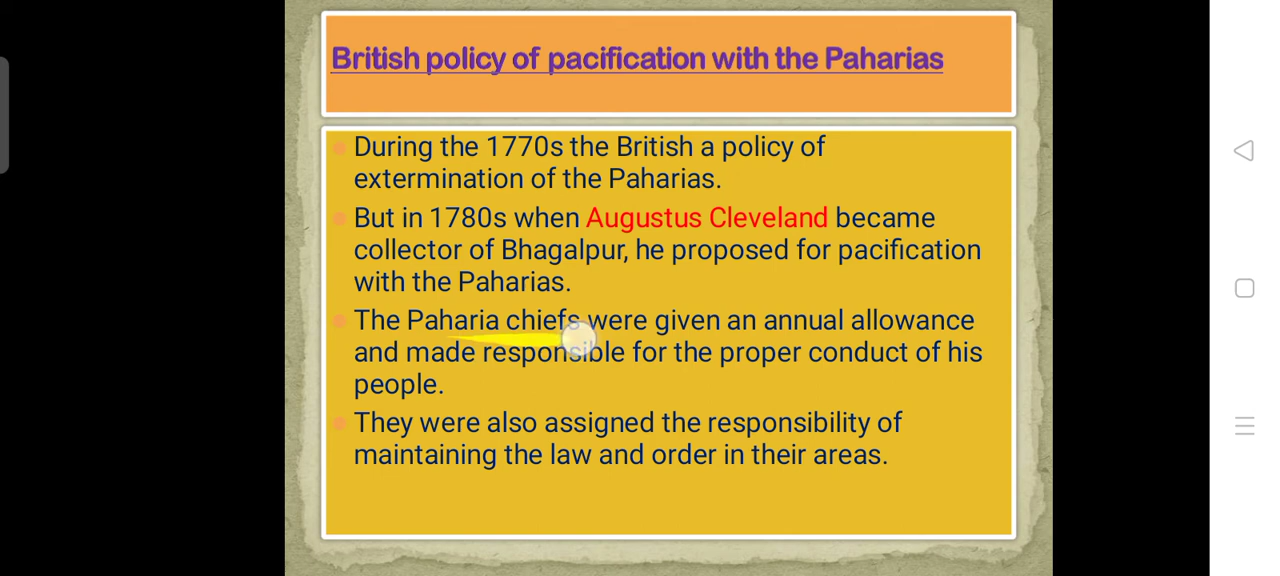 British policy of pacification with the Paharias
During the 1770s the British a policy of
extermination of the Paharias.
But in 1780s when Augustus Cleveland became
collector of Bhagalpur, he proposed for pacification
with the Paharias.
The Paharia chiefs were given an annual allowance
and made responsible for the proper conduct of his
people.
They were also assigned the responsibility of
maintaining the law and order in their areas.